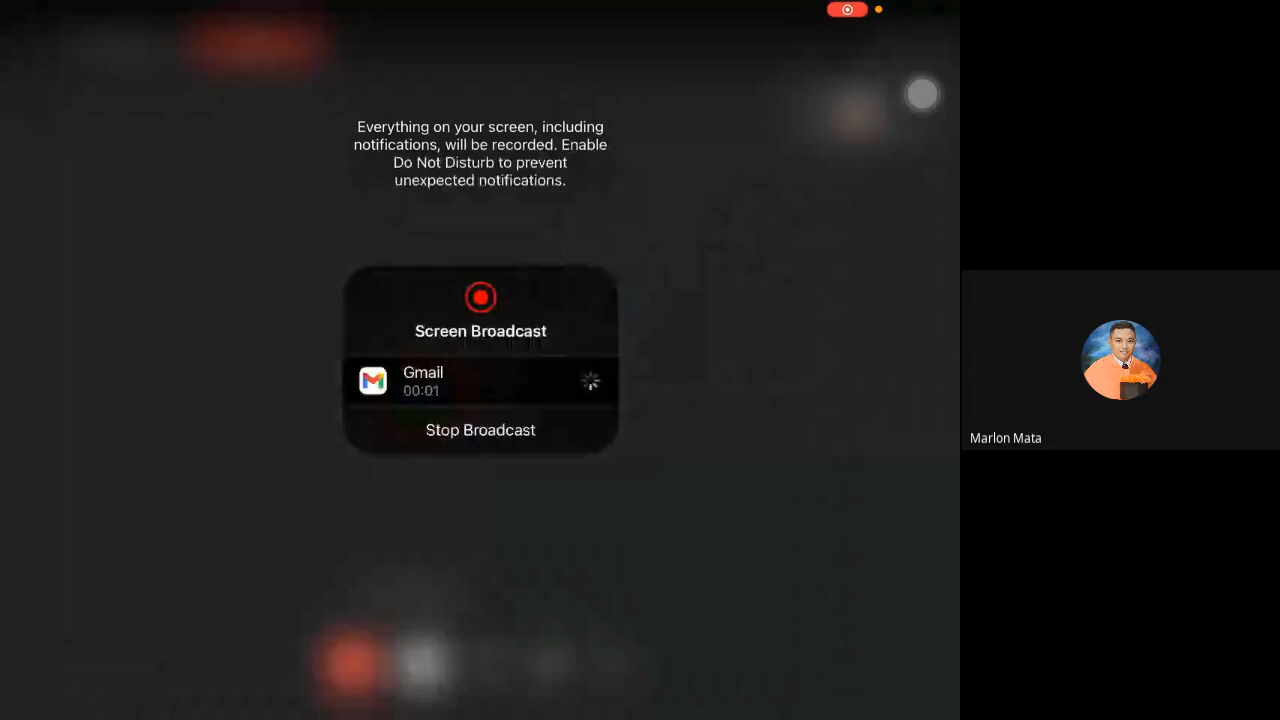 Everything on your screen, including
notifications, will be recorded. Enable
Do Not Disturb to prevent
unexpected notifications.
Screen Broadcast
Gmail
00:01
Stop Broadcast
Marlon Mata